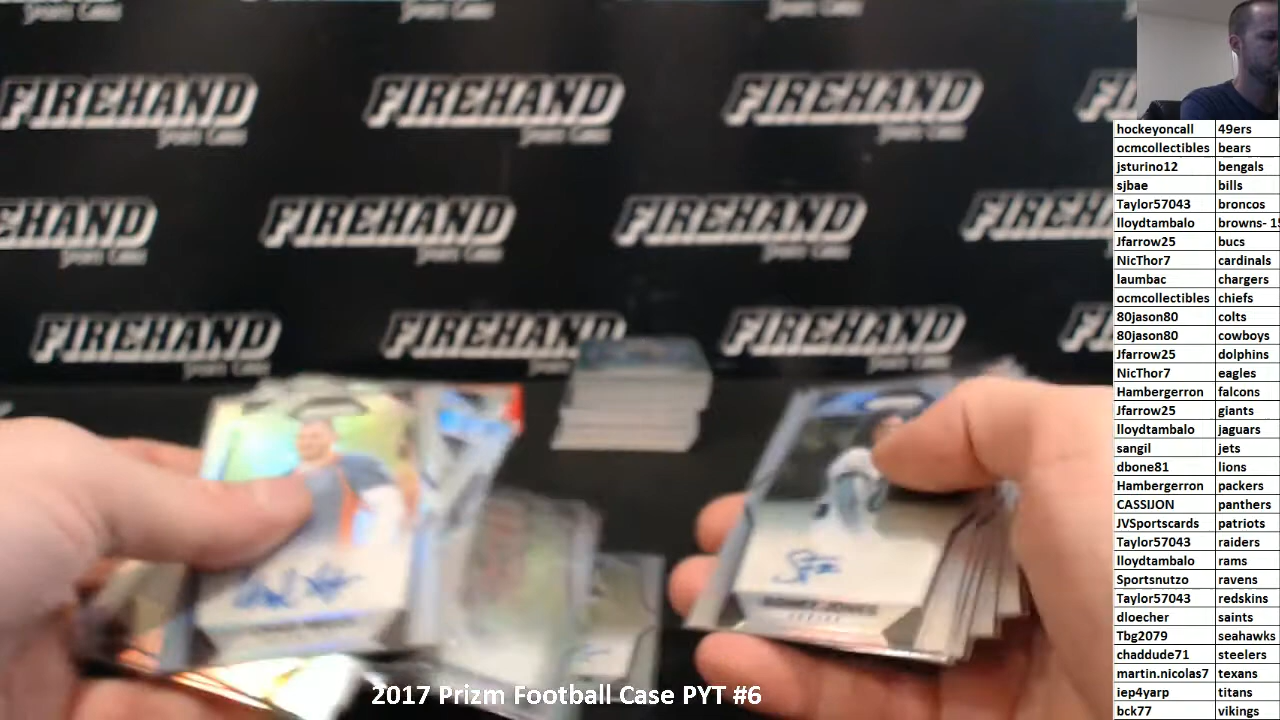 FIREHAND
FIREHAND
FIREHAND
FIREHAND
FIREHAND
FIREHAND
FIREHAND
FIREHAND
FIREHAND
hockeyoncall 49ers
ocmcollectibles bears
jsturino12 bengals
sjbae bills
Taylor57043 broncos
lloydtambalo browns- 15
Jfarrow25 bucs
NicThor7 cardinals
laumbac chargers
ocmcollectibles chiefs
80jason80 colts
80jason80 cowboys
Jfarrow25 dolphins
NicThor7 eagles
Hambergerron falcons
Jfarrow25 giants
lloydtambalo jaguars
sangil jets
dbone81 lions
Hambergerron packers
CASSIJON panthers
JVSportscards patriots
Taylor57043 raiders
lloydtambalo rams
Sportsnutzo ravens
Taylor57043 redskins
dloecher saints
Tbg2079 seahawks
chaddude71 steelers
martin.nicolas7 texans
iep4yarp titans
bck77 vikings
2017 Prizm Football Case PYT #6